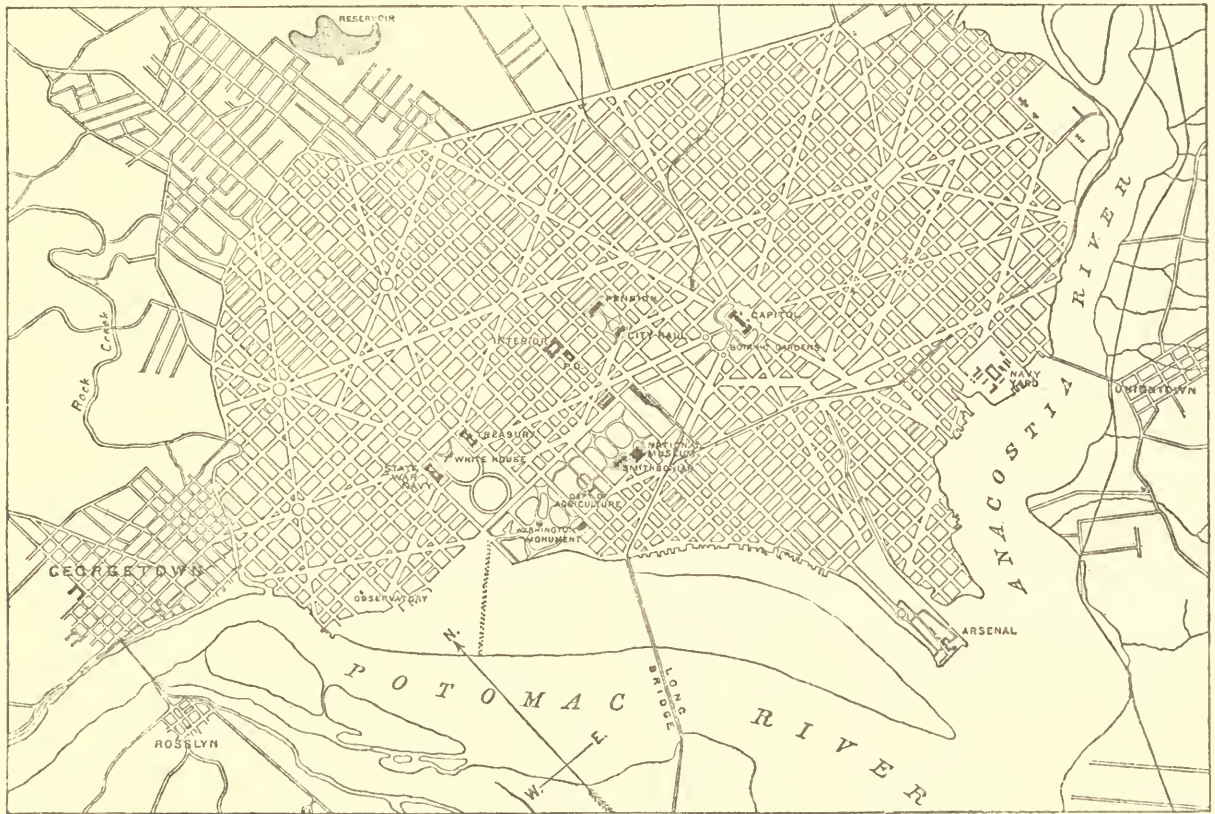 RESERVOIR
Rock Creek
PENSION
CITY HALL
INTERIOR
P.O.
CAPITOL
BOTANIC GARDENS
NAVY
YARD
UNIONTOWN
ANACOSTIA RIVER
TREASURY
WHITE HOUSE
STATE
WAR
NAVY
NATIONAL
MUSEUM
SMITHSONIAN
DEPT. OF
AGRICULTURE
WASHINGTON
MONUMENT
GEORGETOWN
OBSERVATORY
ARSENAL
N.
E.
W.
LONG
BRIDGE
POTOMAC RIVER
ROSSLYN